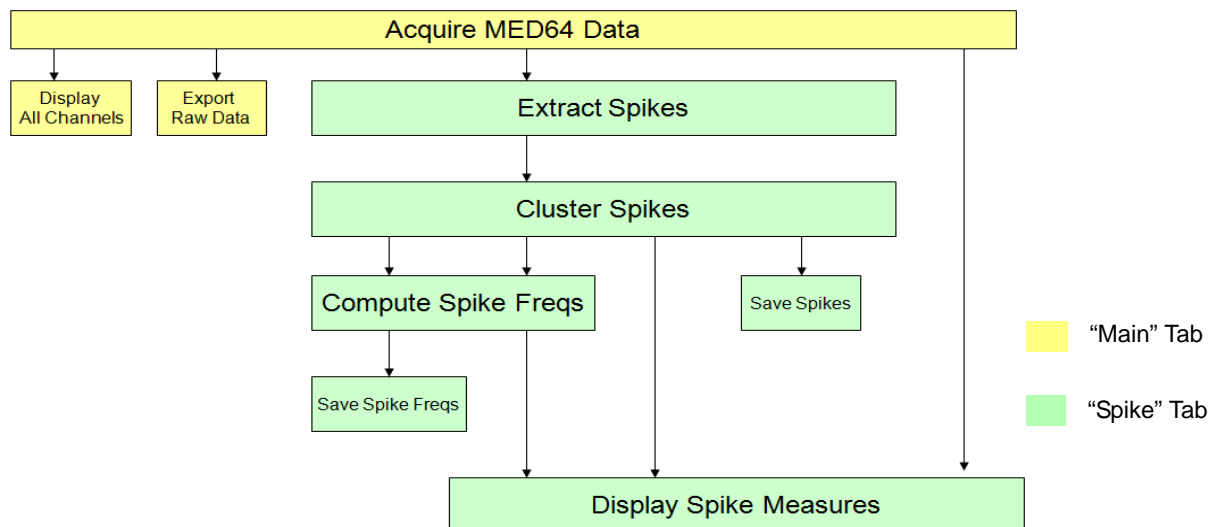 Acquire MED64 Data
Display
All Channels
Export
Raw Data
Extract Spikes
Cluster Spikes
Compute Spike Freqs
Save Spikes
“Main” Tab
Save Spike Freqs
“Spike” Tab
Display Spike Measures